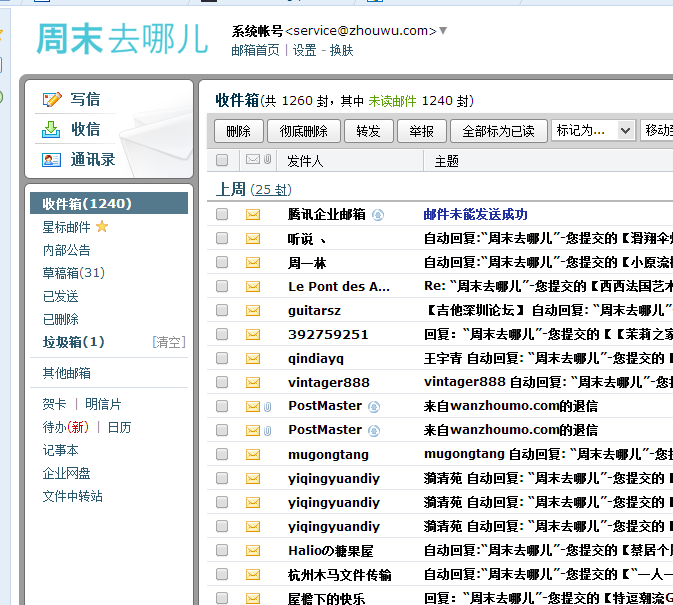 周末去哪儿
系统帐号<service@zhouwu.com>
邮箱首页 | 设置 - 换肤
写信
收信
通讯录
收件箱(1240)
星标邮件
内部公告
草稿箱(31)
已发送
已删除
垃圾箱(1) [清空]
其他邮箱
贺卡 | 明信片
待办(新) | 日历
记事本
企业网盘
文件中转站
收件箱(共 1260 封，其中 未读邮件 1240 封)
删除 彻底删除 转发 举报 全部标为已读 标记为... 移动至
发件人 主题
上周 (25 封)
腾讯企业邮箱 邮件未能发送成功
听说 、 自动回复:“周末去哪儿”-您提交的【滑翔伞
周一林 自动回复:“周末去哪儿”-您提交的【小原流
Le Pont des A... Re: “周末去哪儿”-您提交的【西西法国艺术
guitarsz 【吉他深圳论坛 】 自动回复: “周末去哪儿”
392759251 回复：“周末去哪儿”-您提交的【【茉莉之家
qindiayq 王宇青 自动回复: “周末去哪儿”-您提交的【
vintager888 vintager888 自动回复: “周末去哪儿”-您
PostMaster 来自wanzhoumo.com的退信
PostMaster 来自wanzhoumo.com的退信
mugongtang mugongtang 自动回复: “周末去哪儿”-您
yiqingyuandiy 漪清苑 自动回复: “周末去哪儿”-您提交的【
yiqingyuandiy 漪清苑 自动回复: “周末去哪儿”-您提交的【
yiqingyuandiy 漪清苑 自动回复: “周末去哪儿”-您提交的【
Halioの糖果屋 自动回复:“周末去哪儿”-您提交的【蔡居个
杭州木马文件传输 自动回复:“周末去哪儿”-您提交的【“一人一
屋檐下的快乐 回复：“周末去哪儿”-您提交的【特逗潮流G